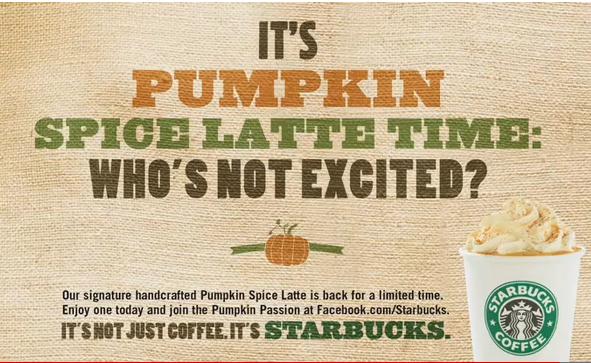 IT'S
PUMPKIN
SPICE LATTE TIME:
WHO'S NOT EXCITED?
Our signature handcrafted Pumpkin Spice Latte is back for a limited time.
Enjoy one today and join the Pumpkin Passion at Facebook.com/Starbucks.
IT'S NOT JUST COFFEE. IT'S STARBUCKS.
STARBUCKS
COFFEE